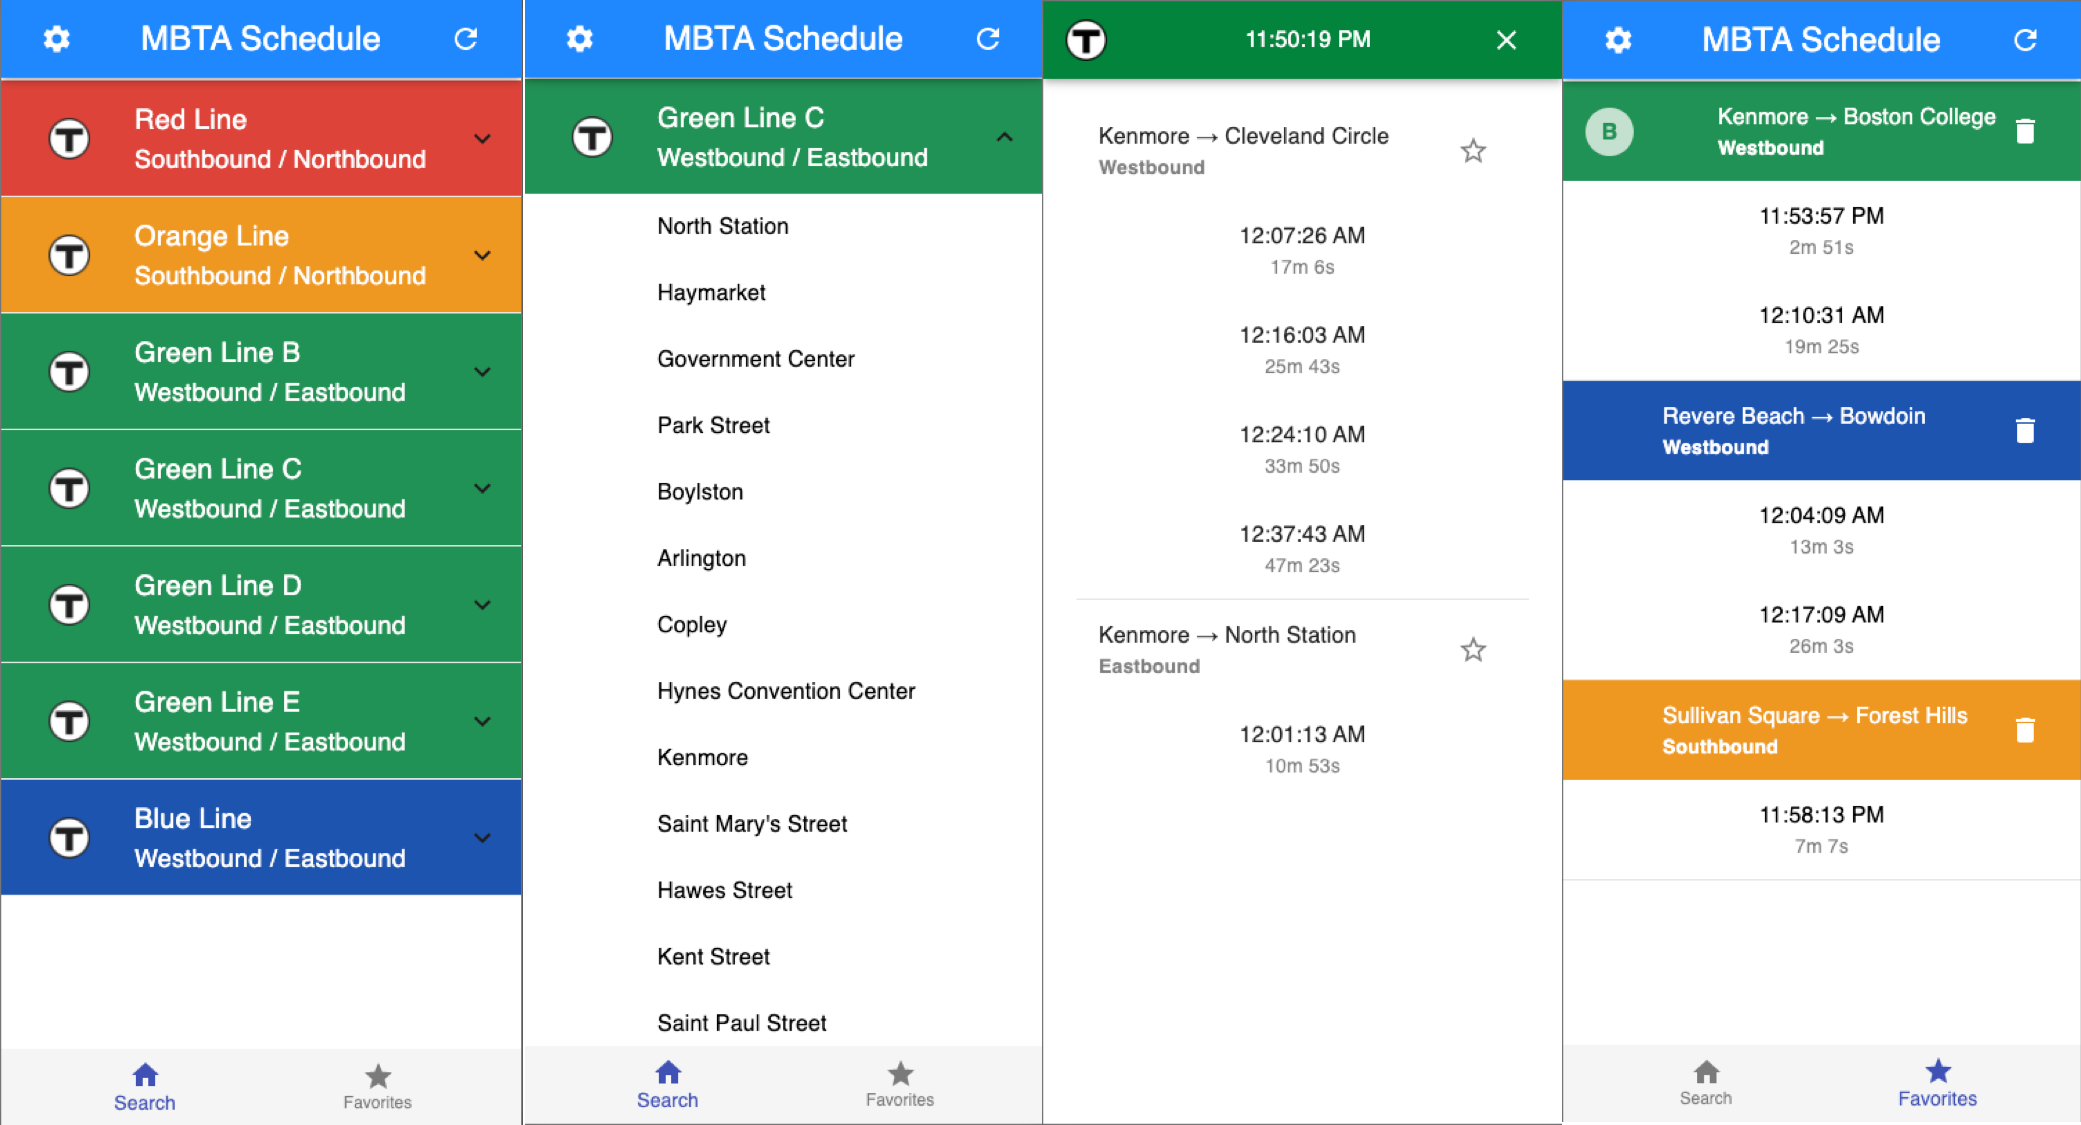 MBTA Schedule
T
Red Line
Southbound / Northbound
T
Orange Line
Southbound / Northbound
T
Green Line B
Westbound / Eastbound
T
Green Line C
Westbound / Eastbound
T
Green Line D
Westbound / Eastbound
T
Green Line E
Westbound / Eastbound
T
Blue Line
Westbound / Eastbound
Search
Favorites
MBTA Schedule
T
Green Line C
Westbound / Eastbound
North Station
Haymarket
Government Center
Park Street
Boylston
Arlington
Copley
Hynes Convention Center
Kenmore
Saint Mary's Street
Hawes Street
Kent Street
Saint Paul Street
Search
Favorites
T
11:50:19 PM
Kenmore → Cleveland Circle
Westbound
12:07:26 AM
17m 6s
12:16:03 AM
25m 43s
12:24:10 AM
33m 50s
12:37:43 AM
47m 23s
Kenmore → North Station
Eastbound
12:01:13 AM
10m 53s
MBTA Schedule
B
Kenmore → Boston College
Westbound
11:53:57 PM
2m 51s
12:10:31 AM
19m 25s
Revere Beach → Bowdoin
Westbound
12:04:09 AM
13m 3s
12:17:09 AM
26m 3s
Sullivan Square → Forest Hills
Southbound
11:58:13 PM
7m 7s
Search
Favorites